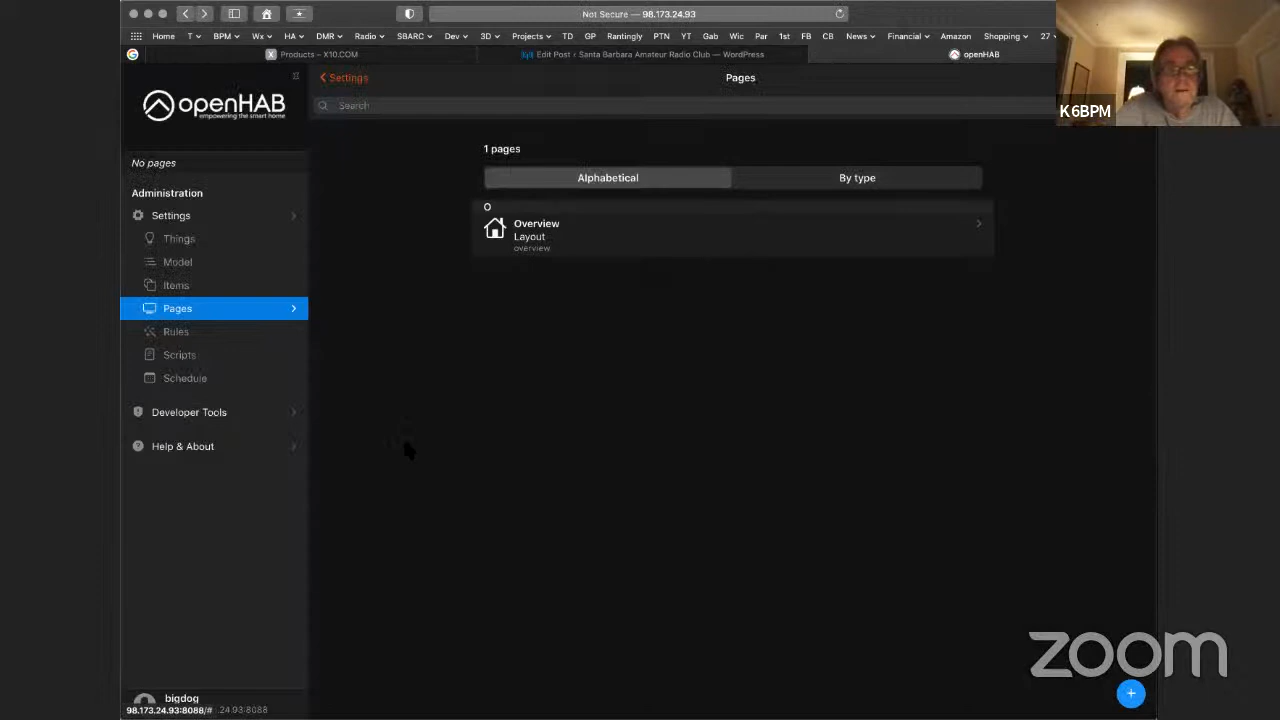 Not Secure — 98.173.24.93
Home T BPM Wx HA DMR Radio SBARC Dev 3D Projects TD GP Rantingly PTN YT Gab Wic Par 1st FB CB News Financial Amazon Shopping 27
Products – X10.COM
Edit Post ‹ Santa Barbara Amateur Radio Club — WordPress
openHAB
openHAB
empowering the smart home
Settings
Pages
Search
K6BPM
No pages
Administration
Settings
Things
Model
Items
Pages
Rules
Scripts
Schedule
Developer Tools
Help & About
1 pages
Alphabetical
By type
O
Overview
Layout
overview
bigdog
98.173.24.93:8088/#
.24.93:8088
zoom